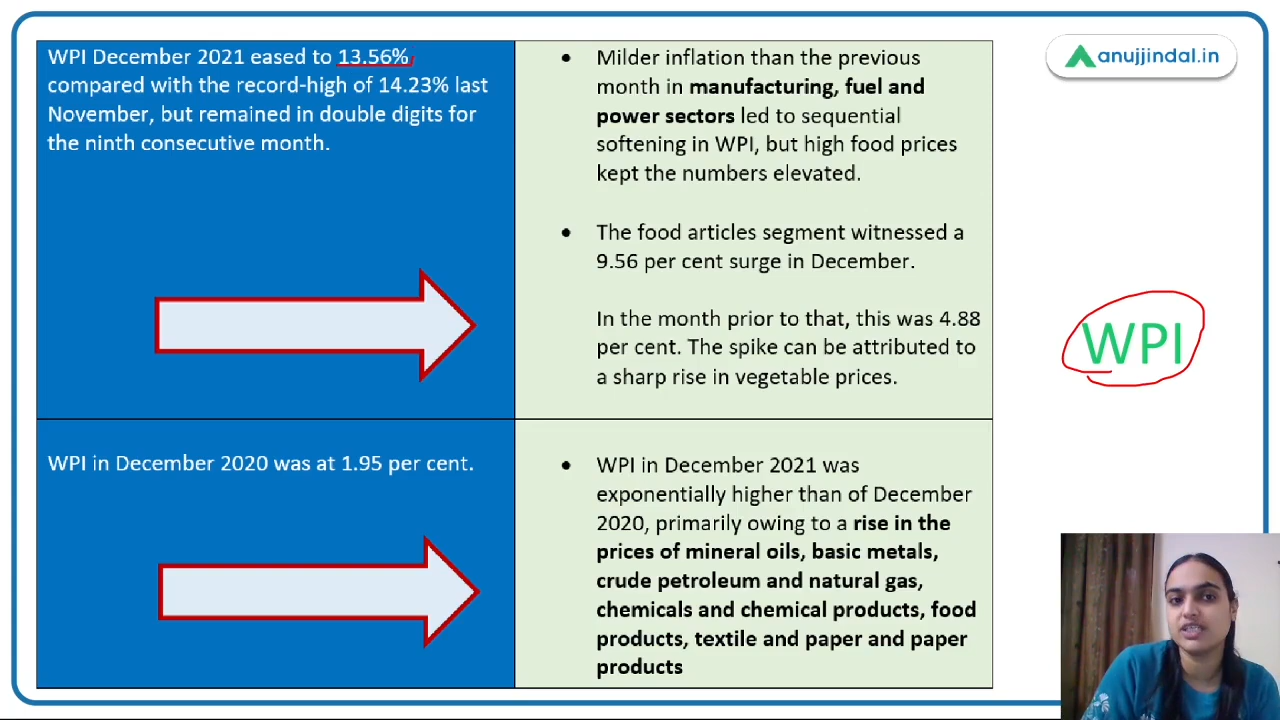 WPI December 2021 eased to 13.56%
compared with the record-high of 14.23% last
November, but remained in double digits for
the ninth consecutive month.
• Milder inflation than the previous
month in manufacturing, fuel and
power sectors led to sequential
softening in WPI, but high food prices
kept the numbers elevated.
• The food articles segment witnessed a
9.56 per cent surge in December.
In the month prior to that, this was 4.88
per cent. The spike can be attributed to
a sharp rise in vegetable prices.
WPI in December 2020 was at 1.95 per cent.
• WPI in December 2021 was
exponentially higher than of December
2020, primarily owing to a rise in the
prices of mineral oils, basic metals,
crude petroleum and natural gas,
chemicals and chemical products, food
products, textile and paper and paper
products
anujjindal.in
WPI